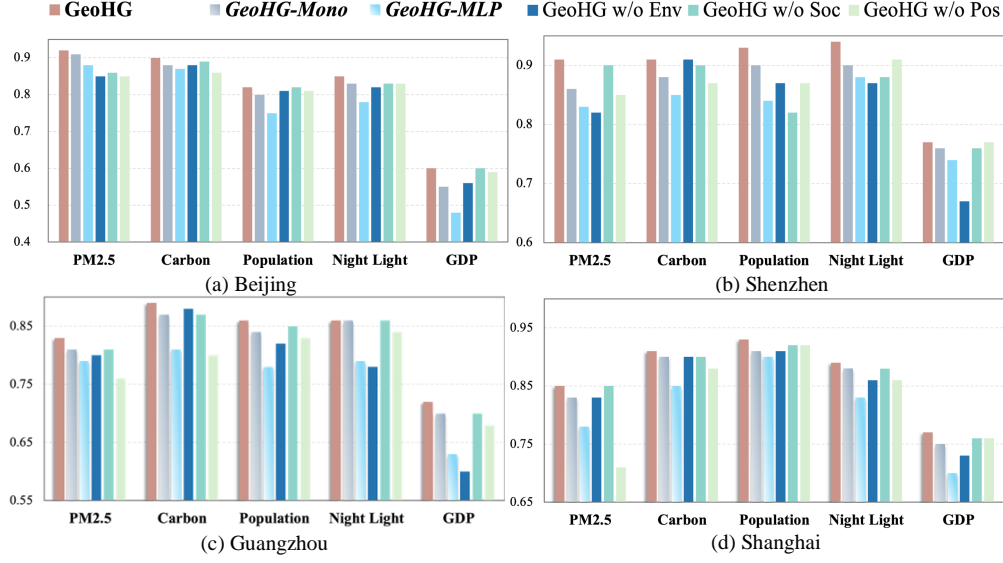 GeoHG GeoHG-Mono GeoHG-MLP GeoHG w/o Env GeoHG w/o Soc GeoHG w/o Pos
0.9
0.8
0.7
0.6
0.5
0.4
PM2.5 Carbon Population Night Light GDP
(a) Beijing
0.9
0.8
0.7
0.6
PM2.5 Carbon Population Night Light GDP
(b) Shenzhen
0.85
0.75
0.65
0.55
PM2.5 Carbon Population Night Light GDP
(c) Guangzhou
0.95
0.85
0.75
0.65
PM2.5 Carbon Population Night Light GDP
(d) Shanghai